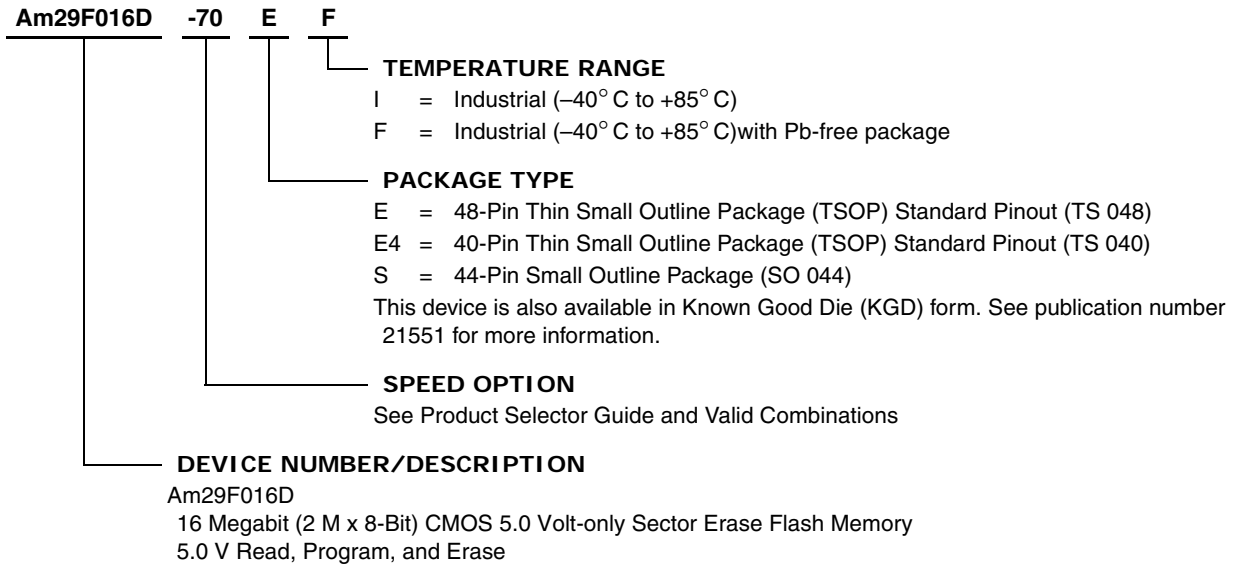 Am29F016D -70 E F
TEMPERATURE RANGE
I = Industrial (–40° C to +85° C)
F = Industrial (–40° C to +85° C)with Pb-free package
PACKAGE TYPE
E = 48-Pin Thin Small Outline Package (TSOP) Standard Pinout (TS 048)
E4 = 40-Pin Thin Small Outline Package (TSOP) Standard Pinout (TS 040)
S = 44-Pin Small Outline Package (SO 044)
This device is also available in Known Good Die (KGD) form. See publication number
21551 for more information.
SPEED OPTION
See Product Selector Guide and Valid Combinations
DEVICE NUMBER/DESCRIPTION
Am29F016D
16 Megabit (2 M x 8-Bit) CMOS 5.0 Volt-only Sector Erase Flash Memory
5.0 V Read, Program, and Erase